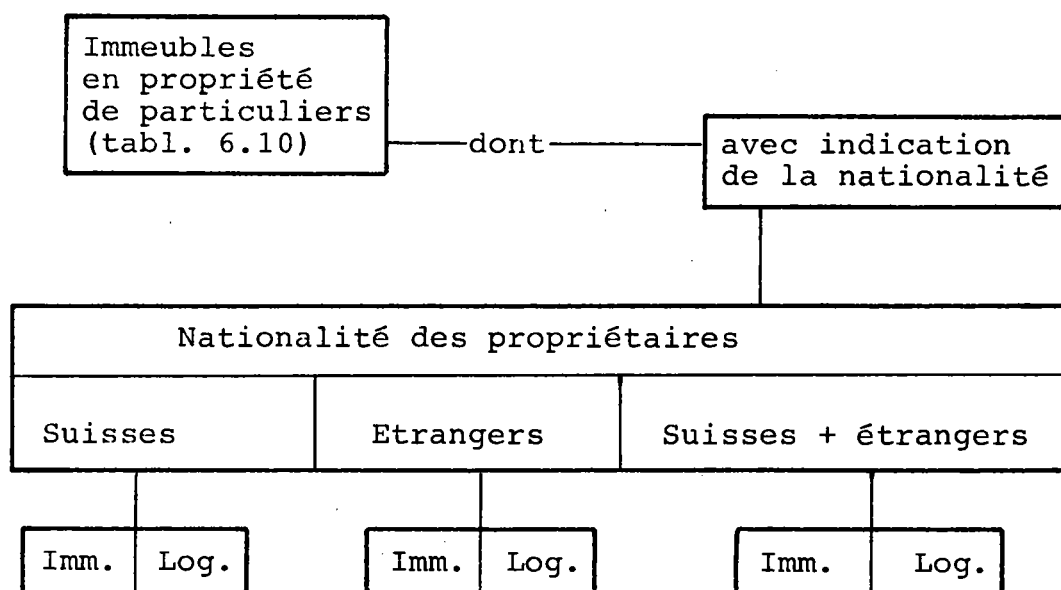 Immeubles
en propriété
de particuliers
(tabl. 6.10)
dont
avec indication
de la nationalité
Nationalité des propriétaires
Suisses
Etrangers
Suisses + étrangers
Imm.
Log.
Imm.
Log.
Imm.
Log.